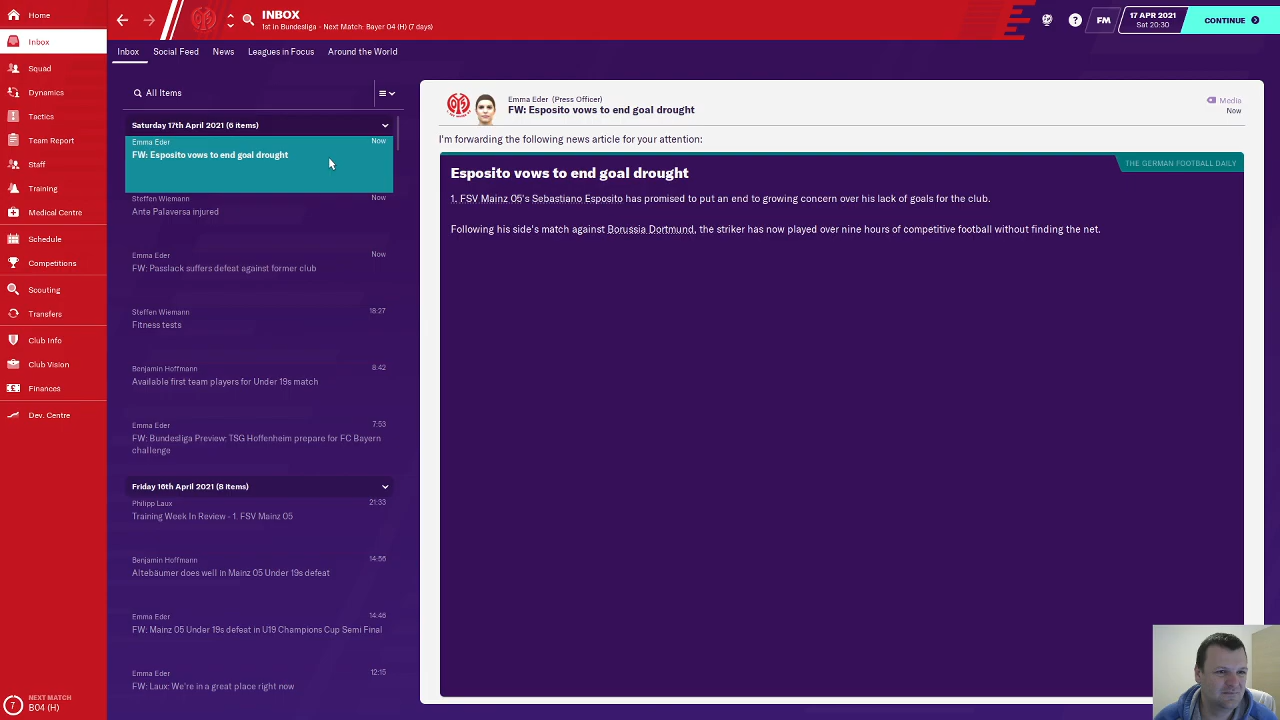 Home
Inbox
Squad
Dynamics
Tactics
Team Report
Staff
Training
Medical Centre
Schedule
Competitions
Scouting
Transfers
Club Info
Club Vision
Finances
Dev. Centre
7
NEXT MATCH
B04 (H)
INBOX
1st in Bundesliga - Next Match: Bayer 04 (H) (7 days)
?
FM
17 APR 2021
Sat 20:30
CONTINUE
Inbox
Social Feed
News
Leagues in Focus
Around the World
All Items
Saturday 17th April 2021 (6 items)
Emma Eder
Now
FW: Esposito vows to end goal drought
Steffen Wiemann
Now
Ante Palaversa injured
Emma Eder
Now
FW: Passlack suffers defeat against former club
Steffen Wiemann
18:27
Fitness tests
Benjamin Hoffmann
8:42
Available first team players for Under 19s match
Emma Eder
7:53
FW: Bundesliga Preview: TSG Hoffenheim prepare for FC Bayern
challenge
Friday 16th April 2021 (8 items)
Philipp Laux
21:33
Training Week In Review - 1. FSV Mainz 05
Benjamin Hoffmann
14:56
Altebäumer does well in Mainz 05 Under 19s defeat
Emma Eder
14:46
FW: Mainz 05 Under 19s defeat in U19 Champions Cup Semi Final
Emma Eder
12:15
FW: Laux: We're in a great place right now
Emma Eder (Press Officer)
FW: Esposito vows to end goal drought
Media
Now
I'm forwarding the following news article for your attention:
THE GERMAN FOOTBALL DAILY
Esposito vows to end goal drought
1. FSV Mainz 05's Sebastiano Esposito has promised to put an end to growing concern over his lack of goals for the club.
Following his side's match against Borussia Dortmund, the striker has now played over nine hours of competitive football without finding the net.